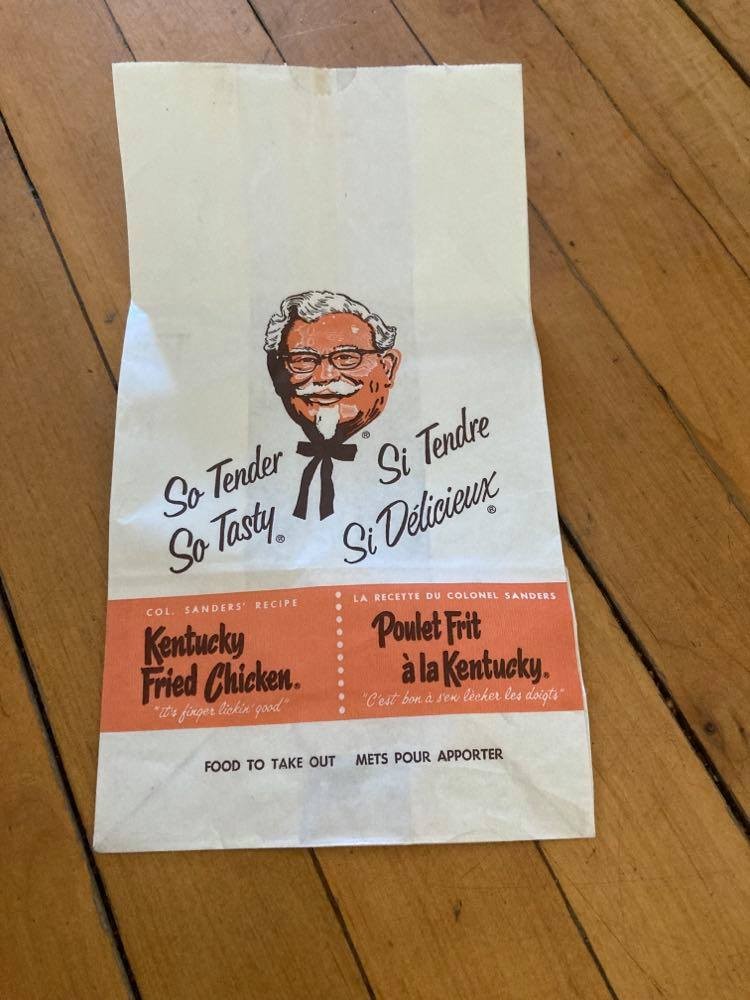 So Tender
So Tasty®
®
Si Tendre
Si Délicieux
®
COL. SANDERS' RECIPE
Kentucky
Fried Chicken®
"it's finger lickin' good"
LA RECETTE DU COLONEL SANDERS
Poulet Frit
à la Kentucky®
"C'est bon à s'en lècher les doigts"
FOOD TO TAKE OUT METS POUR APPORTER